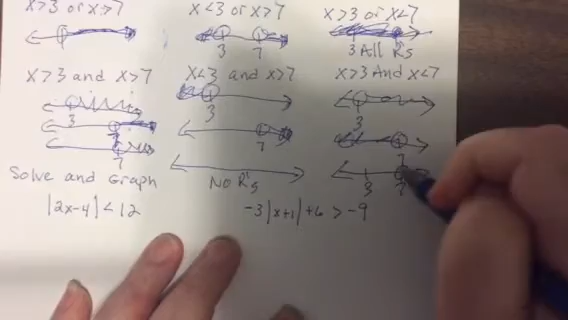 x>3 or x>7
x<3 or x>7
x>3 or x<7
3 7
3 All R's
x>3 and x>7
x<3 and x>7
x>3 And x<7
3
3
3
7
7
7
7
Solve and Graph
No R's
3 7
|2x-4|<12
-3|x+1|+6 > -9